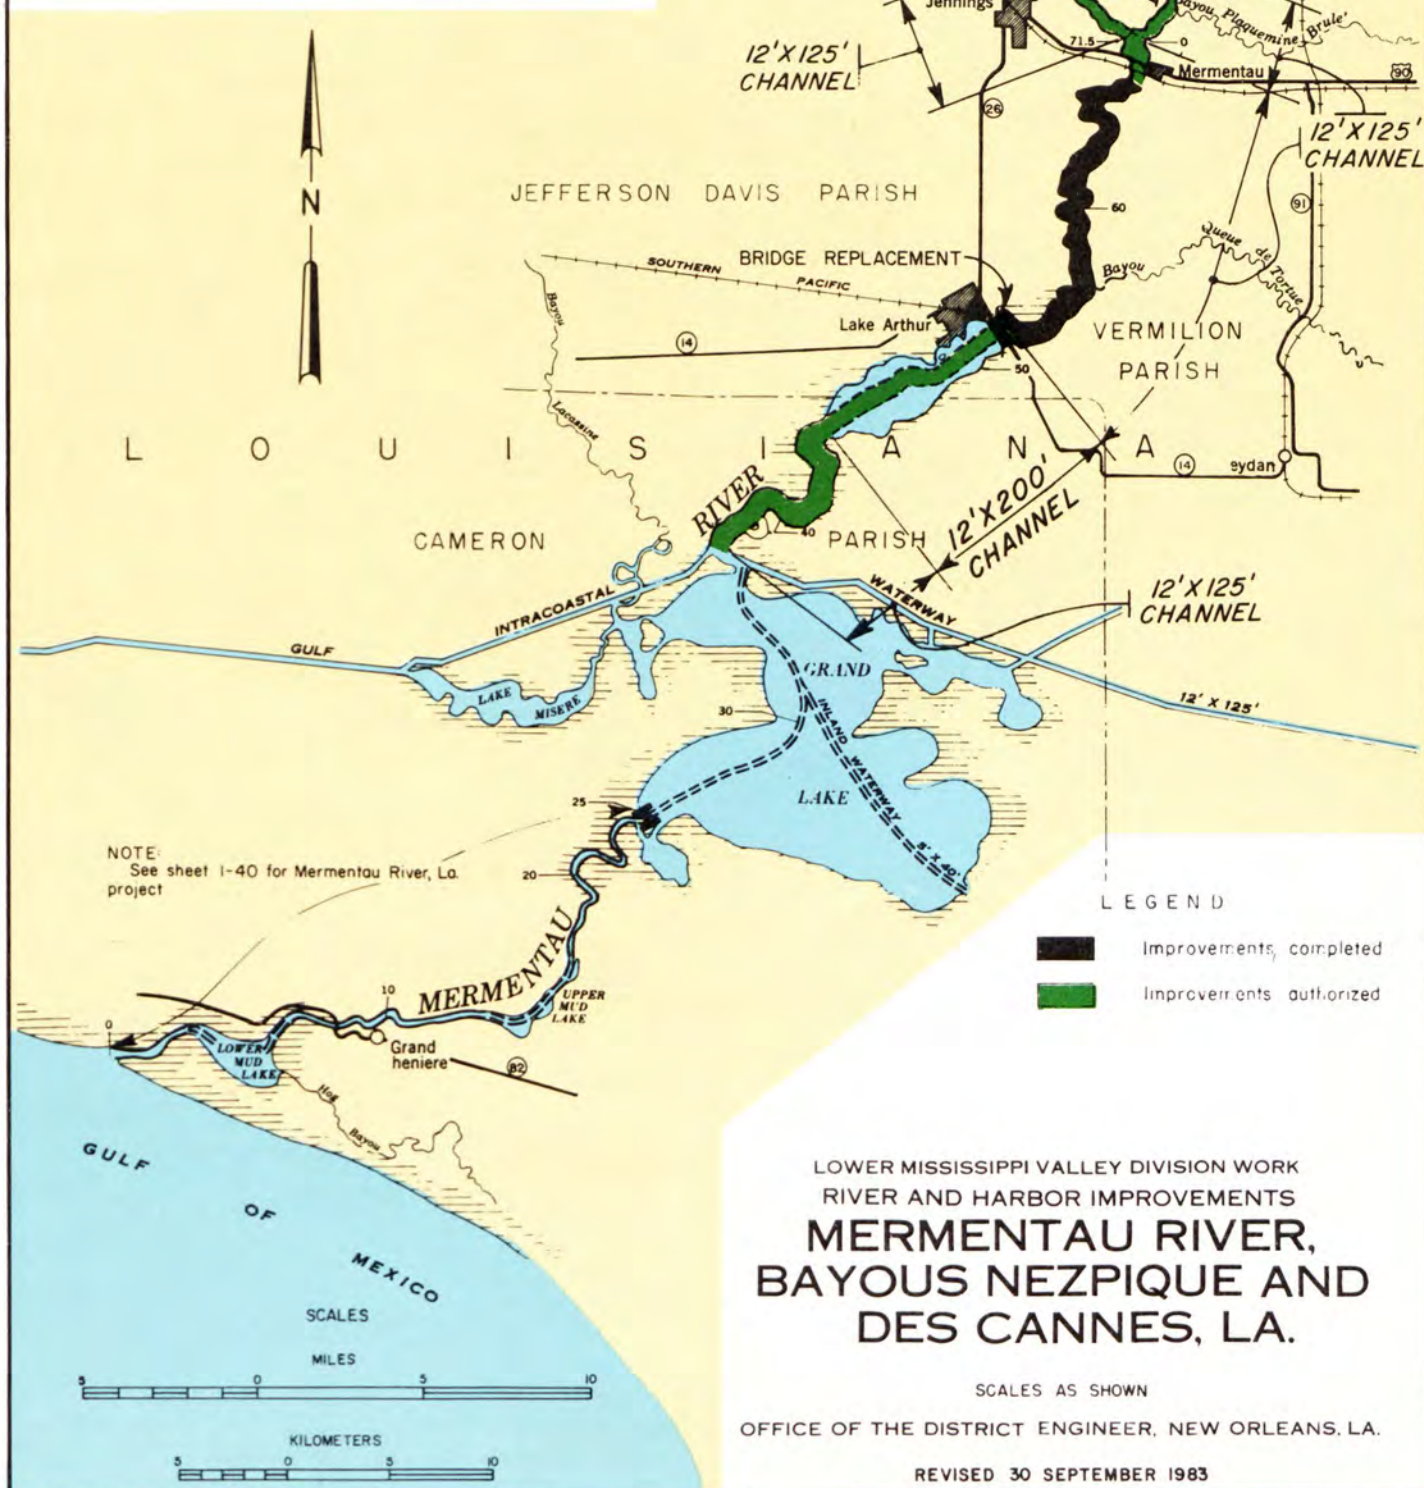 Jennings
Bayou Plaquemine Brule'
71.5
0
12'X125'
CHANNEL
Mermentau
90
26
12'X125'
CHANNEL
N
JEFFERSON DAVIS PARISH
60
91
Queue de Tortue
BRIDGE REPLACEMENT
SOUTHERN PACIFIC
Bayou
Bayou
Lake Arthur
14
VERMILION
PARISH
50
Lacassine
LOUISIANA
14
eydan
RIVER
12'X200'
CHANNEL
40
CAMERON
PARISH
INTRACOASTAL
WATERWAY
12'X125'
CHANNEL
GULF
GRAND
LAKE
MISERE
12' X 125'
30
INLAND WATERWAY
5' X 40'
LAKE
25
NOTE:
See sheet 1-40 for Mermentau River, La.
project
20
LEGEND
Improvements, completed
Improvements authorized
MERMENTAU
10
UPPER
MUD
LAKE
0
LOWER
MUD
LAKE
Grand
heniere
82
Hog
Bayou
GULF
OF
MEXICO
LOWER MISSISSIPPI VALLEY DIVISION WORK
RIVER AND HARBOR IMPROVEMENTS
MERMENTAU RIVER,
BAYOUS NEZPIQUE AND
DES CANNES, LA.
SCALES
MILES
5 0 5 10
SCALES AS SHOWN
OFFICE OF THE DISTRICT ENGINEER, NEW ORLEANS, LA.
KILOMETERS
5 0 5 10
REVISED 30 SEPTEMBER 1983